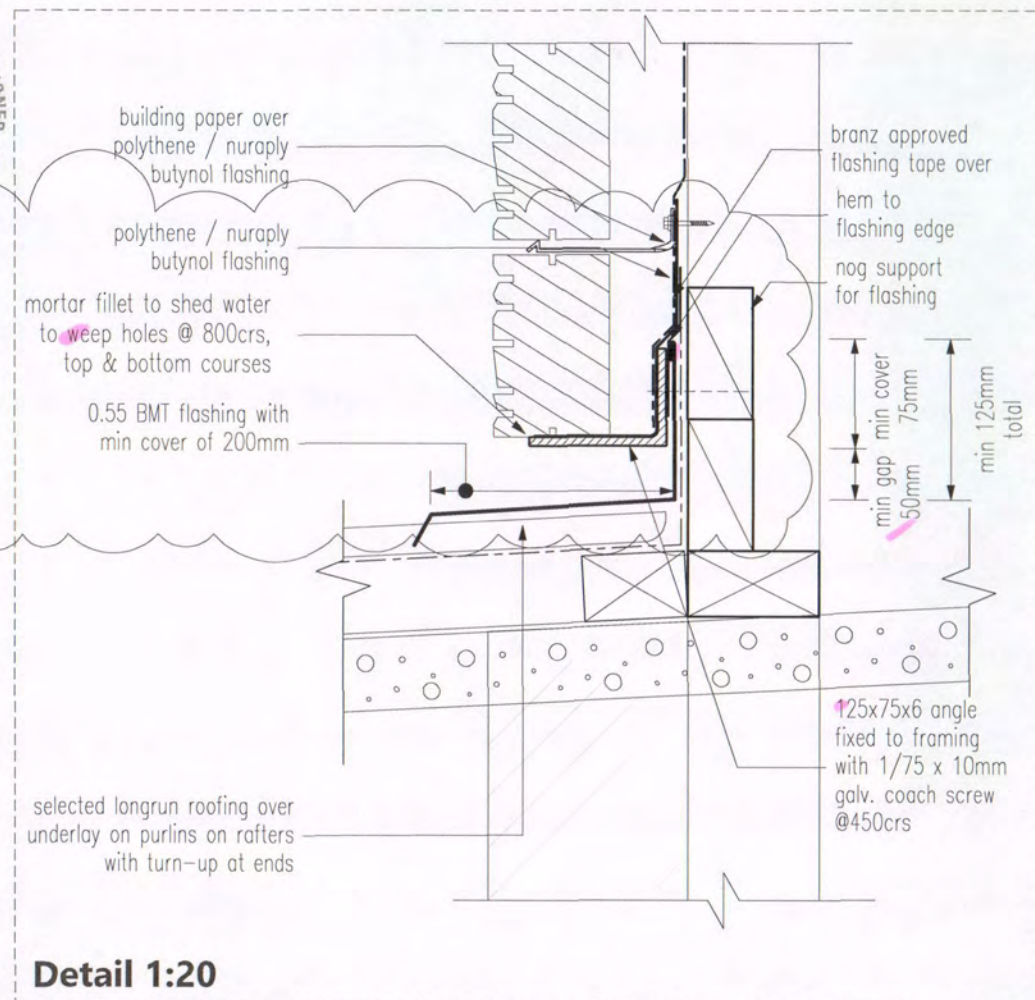 building paper over
polythene / nuraply
butynol flashing
polythene / nuraply
butynol flashing
mortar fillet to shed water
to weep holes @ 800crs,
top & bottom courses
0.55 BMT flashing with
min cover of 200mm
selected longrun roofing over
underlay on purlins on rafters
with turn-up at ends
branz approved
flashing tape over
hem to
flashing edge
nog support
for flashing
min cover
75mm
min gap
50mm
min 125mm
total
125x75x6 angle
fixed to framing
with 1/75 x 10mm
galv. coach screw
@450crs
Detail 1:20